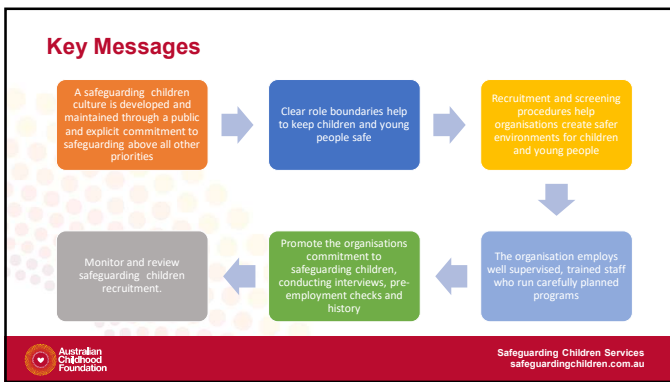 Key Messages
A safeguarding children
culture is developed and
maintained through a public
and explicit commitment to
safeguarding above all other
priorities
Clear role boundaries help
to keep children and young
people safe
Recruitment and screening
procedures help
organisations create safer
environments for children
and young people
The organisation employs
well supervised, trained staff
who run carefully planned
programs
Promote the organisations
commitment to
safeguarding children,
conducting interviews, pre-
employment checks and
history
Monitor and review
safeguarding children
recruitment.
Australian
Childhood
Foundation
Safeguarding Children Services
safeguardingchildren.com.au